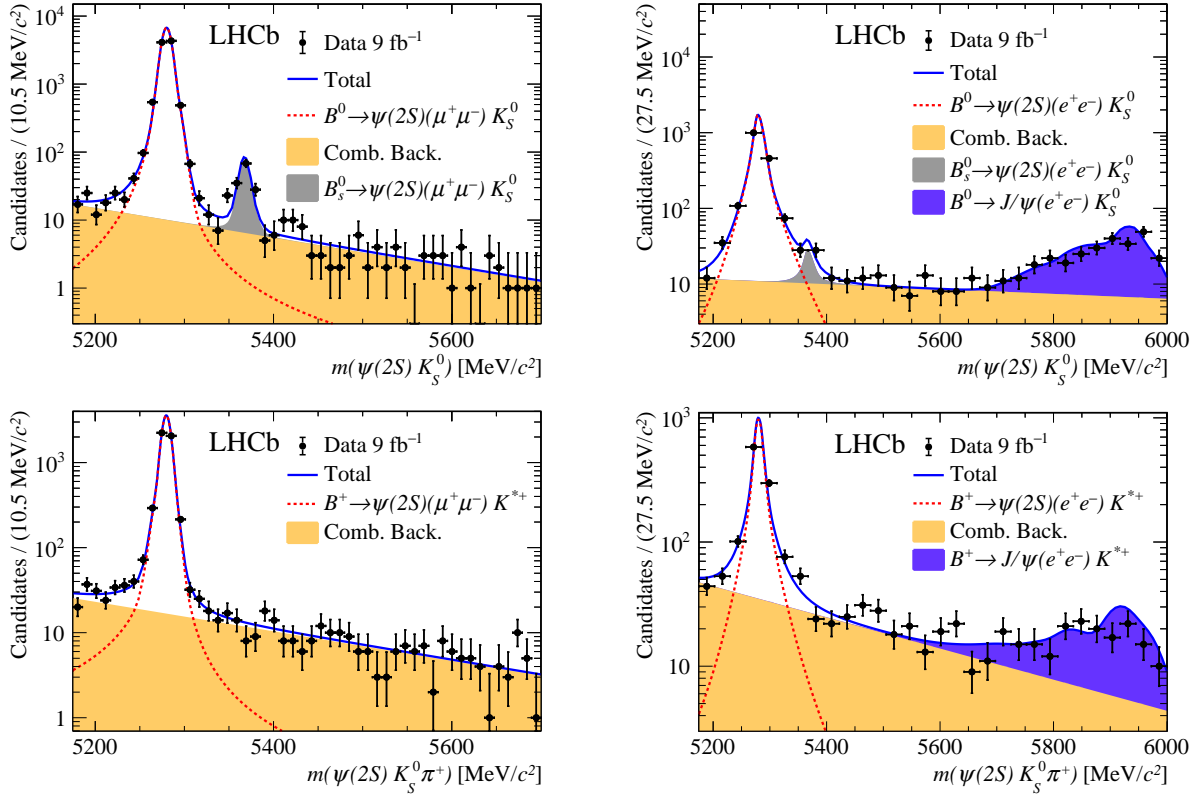 LHCb
Data 9 fb⁻¹
Total
B⁰→ψ(2S)(μ⁺μ⁻) K⁰_S
Comb. Back.
B⁰_s→ψ(2S)(μ⁺μ⁻) K⁰_S
Candidates / (10.5 MeV/c²)
10⁴
10³
10²
10
1
5200 5400 5600
m(ψ(2S) K⁰_S) [MeV/c²]
LHCb
Data 9 fb⁻¹
Total
B⁰→ψ(2S)(e⁺e⁻) K⁰_S
Comb. Back.
B⁰_s→ψ(2S)(e⁺e⁻) K⁰_S
B⁰→J/ψ(e⁺e⁻) K⁰_S
Candidates / (27.5 MeV/c²)
10⁴
10³
10²
10
5200 5400 5600 5800 6000
m(ψ(2S) K⁰_S) [MeV/c²]
LHCb
Data 9 fb⁻¹
Total
B⁺→ψ(2S)(μ⁺μ⁻) K*⁺
Comb. Back.
Candidates / (10.5 MeV/c²)
10³
10²
10
1
5200 5400 5600
m(ψ(2S) K⁰_S π⁺) [MeV/c²]
LHCb
Data 9 fb⁻¹
Total
B⁺→ψ(2S)(e⁺e⁻) K*⁺
Comb. Back.
B⁺→J/ψ(e⁺e⁻) K*⁺
Candidates / (27.5 MeV/c²)
10³
10²
10
5200 5400 5600 5800 6000
m(ψ(2S) K⁰_S π⁺) [MeV/c²]